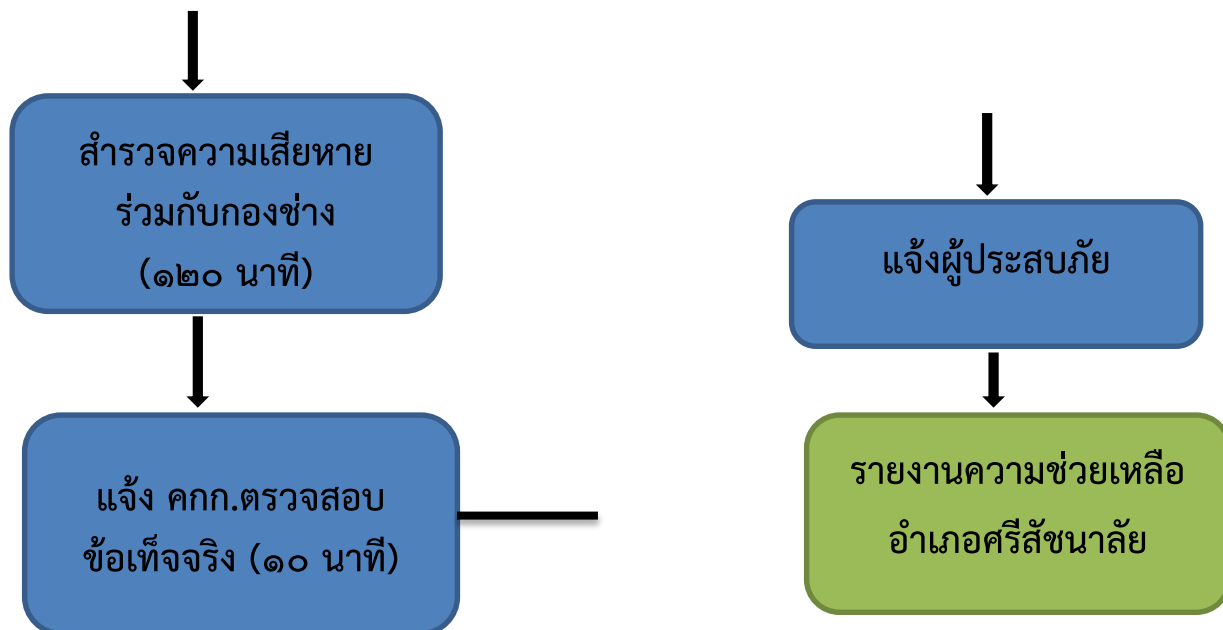 สำรวจความเสียหาย
ร่วมกับกองช่าง
(๑๒๐ นาที)
แจ้ง คกก.ตรวจสอบ
ข้อเท็จจริง (๑๐ นาที)
แจ้งผู้ประสบภัย
รายงานความช่วยเหลือ
อำเภอศรีสัชนาลัย